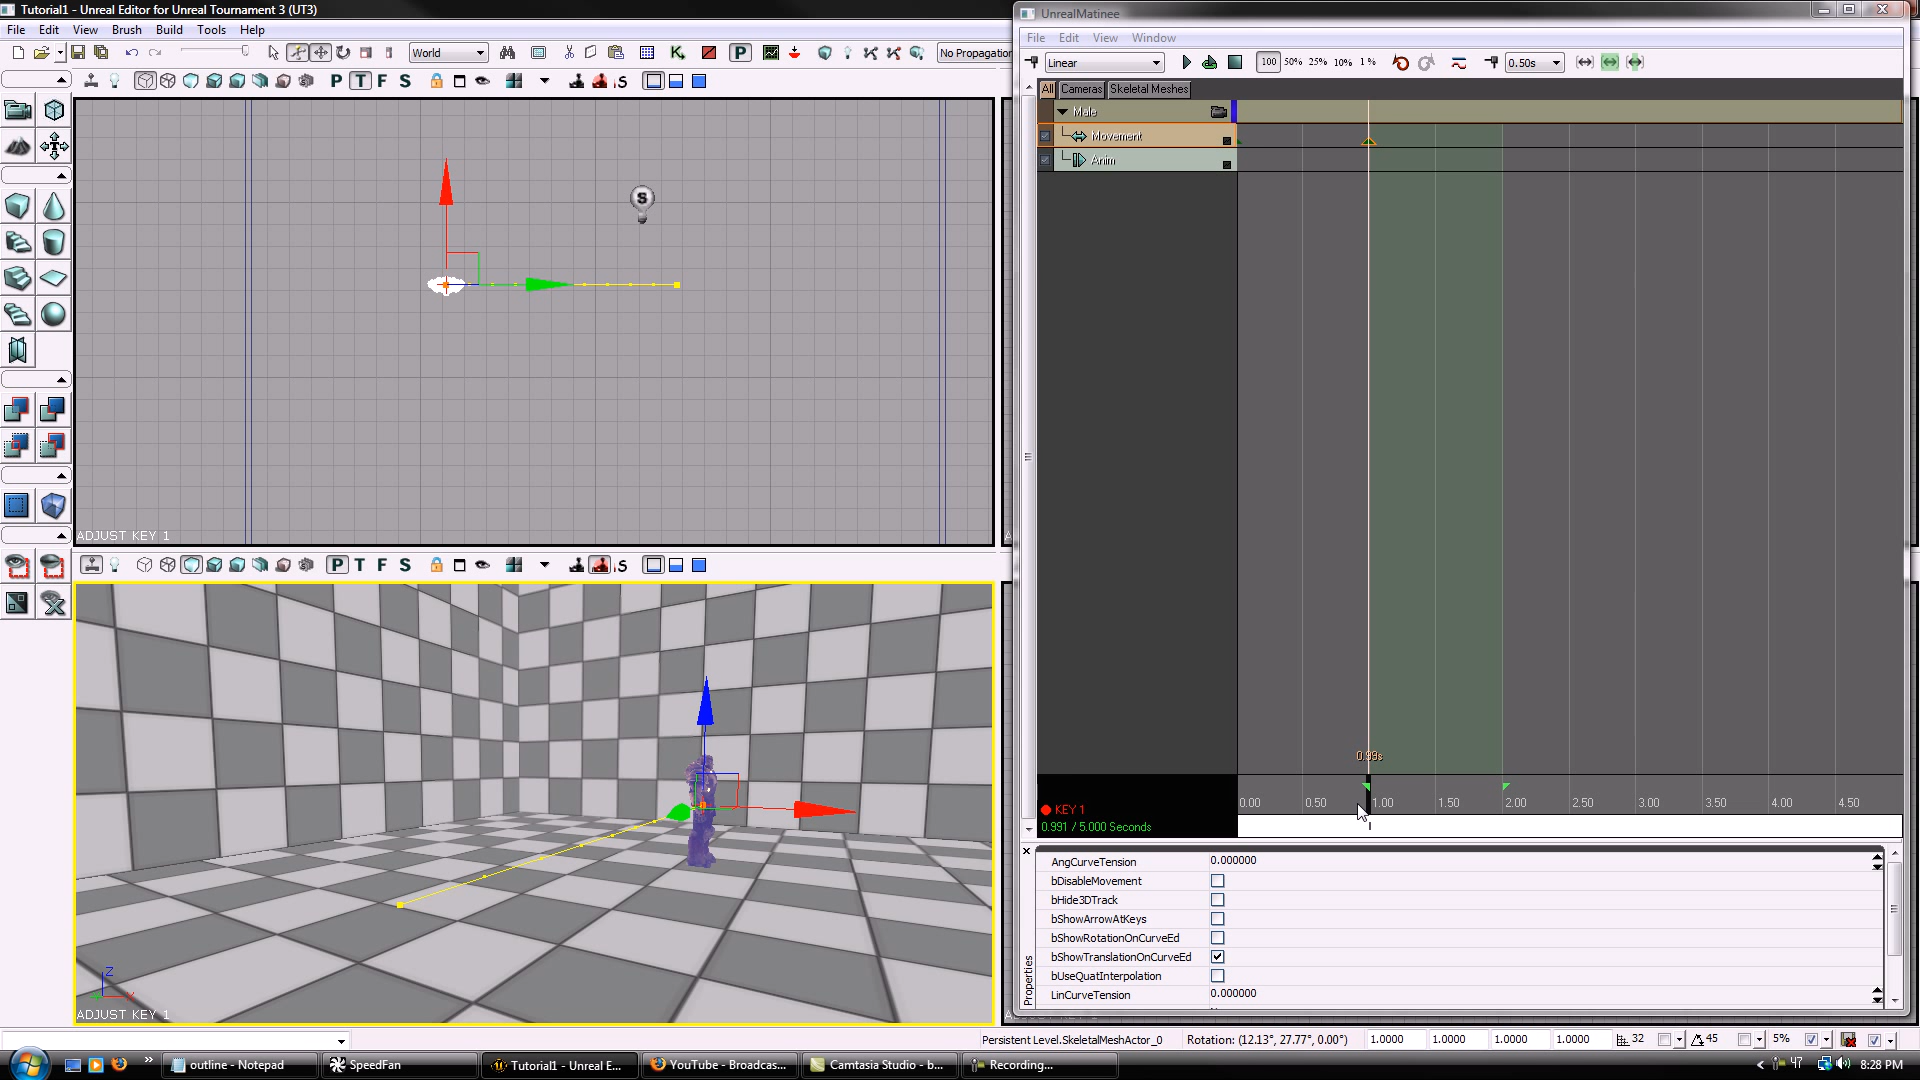 Tutorial1 - Unreal Editor for Unreal Tournament 3 (UT3)
File Edit View Brush Build Tools Help
World
No Propagation
P T F S
S
ADJUST KEY 1
P T F S
Z
X
ADJUST KEY 1
UnrealMatinee
File Edit View Window
Linear
100 50% 25% 10% 1 %
0.50s
All Cameras Skeletal Meshes
Male
Movement
Anim
0.99s
KEY 1
0.991 / 5.000 Seconds
0.00 0.50 1.00 1.50 2.00 2.50 3.00 3.50 4.00 4.50
Properties
AngCurveTension 0.000000
bDisableMovement
bHide3DTrack
bShowArrowAtKeys
bShowRotationOnCurveEd
bShowTranslationOnCurveEd
bUseQuatInterpolation
LinCurveTension 0.000000
Persistent Level.SkeletalMeshActor_0 Rotation: (12.13°, 27.77°, 0.00°) 1.0000 1.0000 1.0000 1.0000 32 45 5%
outline - Notepad SpeedFan Tutorial1 - Unreal E... YouTube - Broadcas... Camtasia Studio - b... Recording... 47 8:28 PM